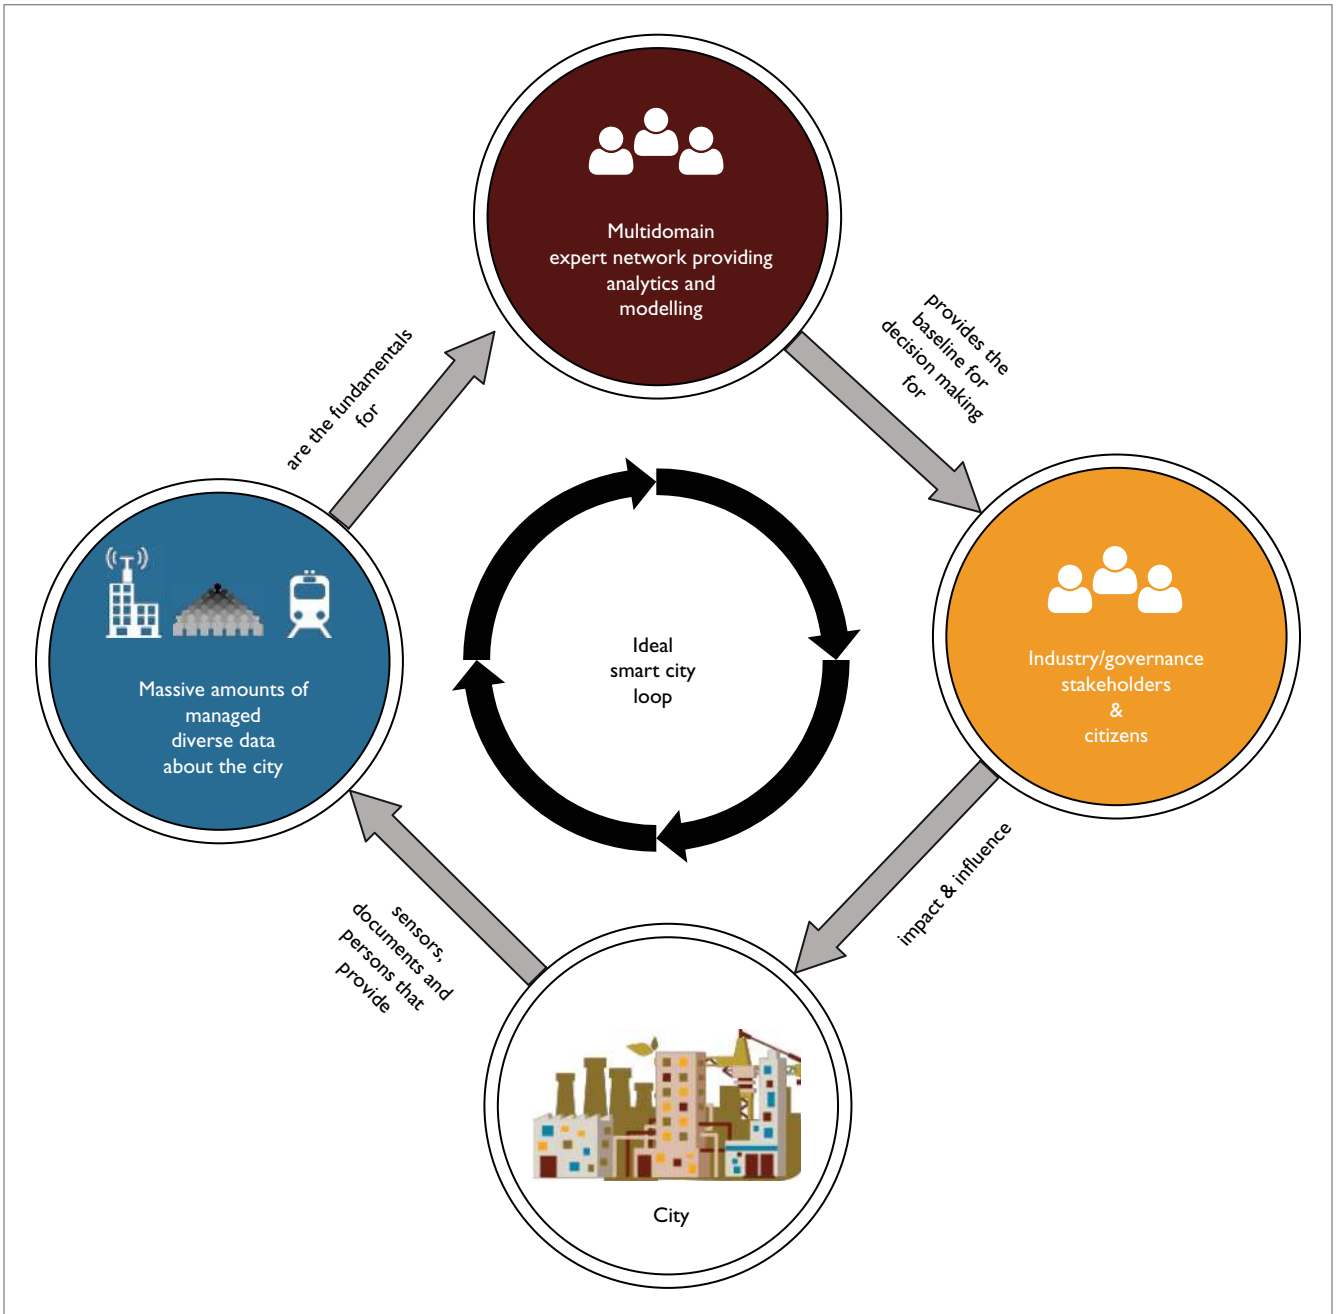 Multidomain
expert network providing
analytics and
modelling
provides the
baseline for
decision making
for
are the fundamentals
for
Ideal
smart city
loop
Industry/governance
stakeholders
&
citizens
Massive amounts of
managed
diverse data
about the city
impact & influence
sensors,
documents and
persons that
provide
City